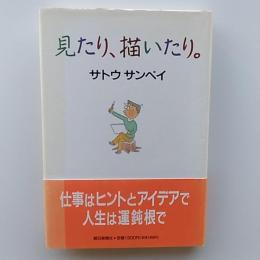 見たり、描いたり。
サトウ サンペイ
仕事はヒントとアイデアで
人生は運鈍根で